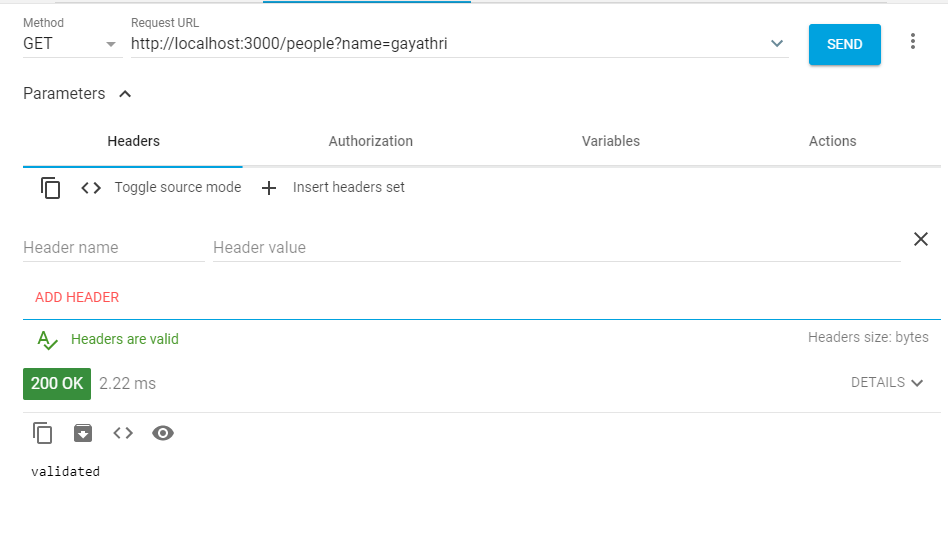 Method
Request URL
GET
http://localhost:3000/people?name=gayathri
SEND
Parameters
Headers
Authorization
Variables
Actions
Toggle source mode
Insert headers set
Header name
Header value
ADD HEADER
Headers are valid
Headers size: bytes
200 OK
2.22 ms
DETAILS
validated